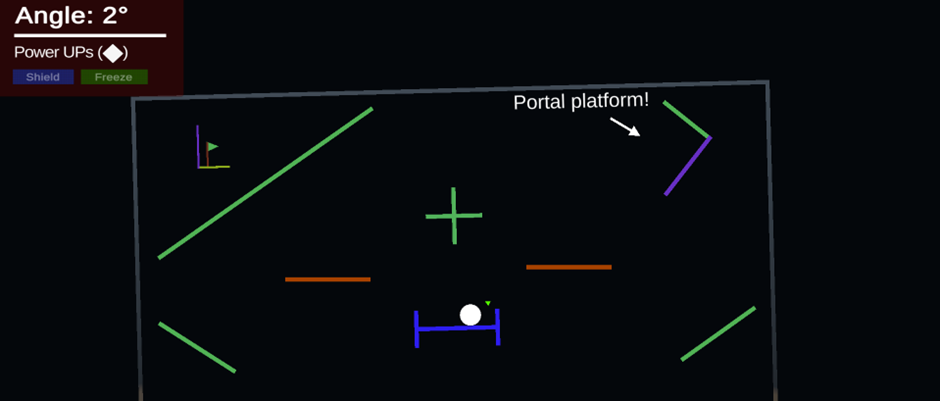 Angle: 2°
Power UPs (◆)
Shield Freeze
Portal platform!